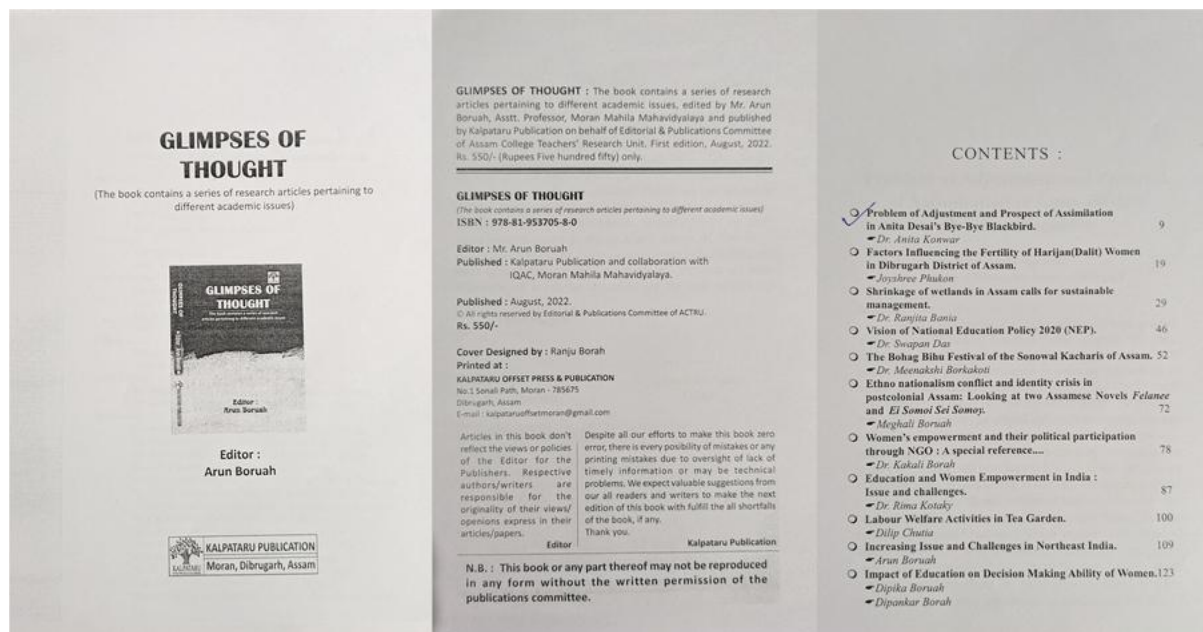 GLIMPSES OF
THOUGHT
(The book contains a series of research articles pertaining to
different academic issues)
GLIMPSES OF
THOUGHT
GLIMPSES OF
THOUGHT
Editor :
Arun Boruah
Editor :
Arun Boruah
KALPATARU PUBLICATION
Moran, Dibrugarh, Assam
GLIMPSES OF THOUGHT : The book contains a series of research
articles pertaining to different academic issues, edited by Mr. Arun
Boruah, Asstt. Professor, Moran Mahila Mahavidyalaya and published
by Kalpataru Publication on behalf of Editorial & Publications Committee
of Assam College Teachers' Research Unit. First edition, August, 2022.
Rs. 550/- (Rupees Five hundred fifty) only.
GLIMPSES OF THOUGHT
(The book contains a series of research articles pertaining to different academic issues)
ISBN : 978-81-953705-8-0
Editor : Mr. Arun Boruah
Published : Kalpataru Publication and collaboration with
IQAC, Moran Mahila Mahavidyalaya.
Published : August, 2022.
© All rights reserved by Editorial & Publications Committee of ACTRU.
Rs. 550/-
Cover Designed by : Ranju Borah
Printed at :
KALPATARU OFFSET PRESS & PUBLICATION
No.1 Sonali Path, Moran - 785675
Dibrugarh, Assam
E-mail : kalpataruoffsetmoran@gmail.com
Articles in this book don't
reflect the views or policies
of the Editor for the
Publishers. Respective
authors/writers are
responsible for the
originality of their views/
openions express in their
articles/papers.
Editor
Despite all our efforts to make this book zero
error, there is every posibility of mistakes or any
printing mistakes due to oversight of lack of
timely information or may be technical
problems. We expect valuable suggestions from
our all readers and writers to make the next
edition of this book with fulfill the all shortfalls
of the book, if any.
Thank you.
Kalpataru Publication
N.B. : This book or any part thereof may not be reproduced
in any form without the written permission of the
publications committee.
CONTENTS :
Problem of Adjustment and Prospect of Assimilation
in Anita Desai's Bye-Bye Blackbird. 9
Dr. Anita Konwar
Factors Influencing the Fertility of Harijan(Dalit) Women
in Dibrugarh District of Assam. 19
Joyshree Phukon
Shrinkage of wetlands in Assam calls for sustainable
management. 29
Dr. Ranjita Bania
Vision of National Education Policy 2020 (NEP). 46
Dr. Swapan Das
The Bohag Bihu Festival of the Sonowal Kacharis of Assam. 52
Dr. Meenakshi Borkakoti
Ethno nationalism conflict and identity crisis in
postcolonial Assam: Looking at two Assamese Novels Felanee
and Ei Somoi Sei Somoy. 72
Meghali Boruah
Women's empowerment and their political participation
through NGO : A special reference.... 78
Dr. Kakali Borah
Education and Women Empowerment in India :
Issue and challenges. 87
Dr. Rima Kotaky
Labour Welfare Activities in Tea Garden. 100
Dilip Chutia
Increasing Issue and Challenges in Northeast India. 109
Arun Boruah
Impact of Education on Decision Making Ability of Women.123
Dipika Boruah
Dipankar Borah